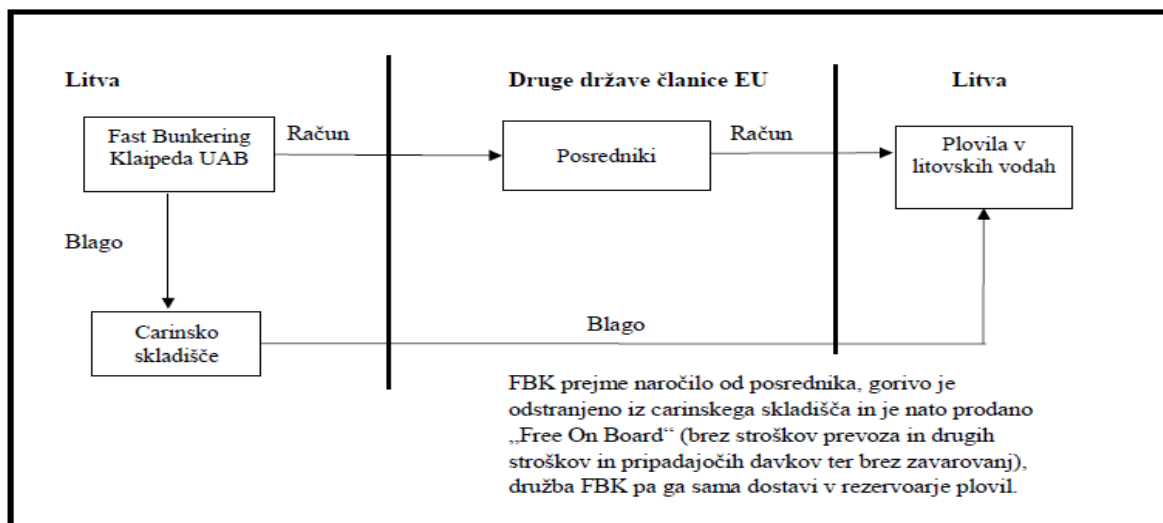 Litva
Druge države članice EU
Litva
Fast Bunkering
Klaipeda UAB
Račun
Posredniki
Račun
Plovila v
litovskih vodah
Blago
Carinsko
skladišče
Blago
FBK prejme naročilo od posrednika, gorivo je
odstranjeno iz carinskega skladišča in je nato prodano
„Free On Board“ (brez stroškov prevoza in drugih
stroškov in pripadajočih davkov ter brez zavarovanj),
družba FBK pa ga sama dostavi v rezervoarje plovil.